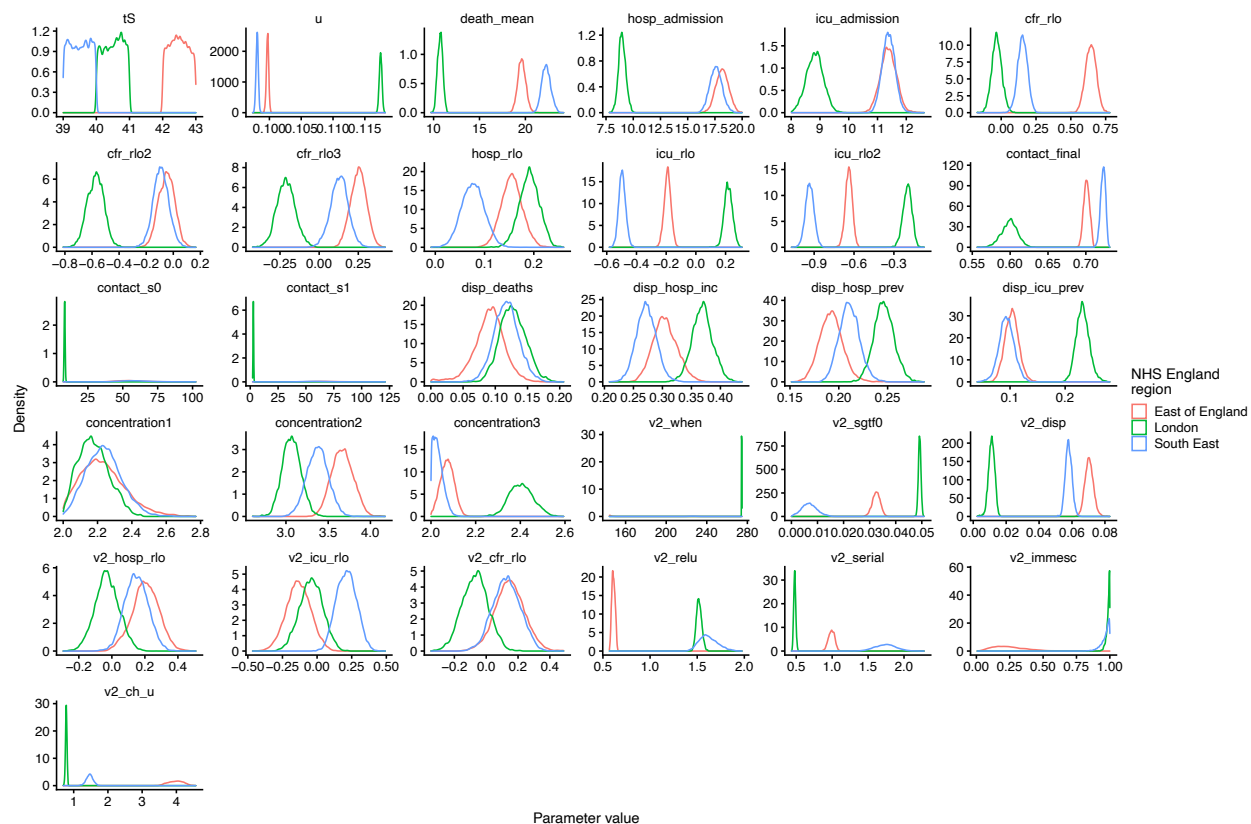 tS u death_mean hosp_admission icu_admission cfr_rlo
1.2 0.9 0.6 0.3 0.0 2000 1000 0 1.0 0.5 0.0 1.2 0.9 0.6 0.3 0.0 1.5 1.0 0.5 0.0 10.0 7.5 5.0 2.5 0.0
39 40 41 42 43 0.100 0.105 0.110 0.115 10 15 20 7.5 10.0 12.5 15.0 17.5 20.0 8 9 10 11 12 0.00 0.25 0.50 0.75
cfr_rlo2 cfr_rlo3 hosp_rlo icu_rlo icu_rlo2 contact_final
8 6 4 2 0 8 6 4 2 0 20 15 10 5 0 15 10 5 0 15 10 5 0 120 90 60 30 0
−0.8 −0.6 −0.4 −0.2 0.0 0.2 −0.25 0.00 0.25 0.0 0.1 0.2 −0.6 −0.4 −0.2 0.0 0.2 −0.9 −0.6 −0.3 0.55 0.60 0.65 0.70
contact_s0 contact_s1 disp_deaths disp_hosp_inc disp_hosp_prev disp_icu_prev
2 1 0 6 4 2 0 20 15 10 5 0 25 20 15 10 5 0 40 30 20 10 0 30 20 10 0
25 50 75 100 0 25 50 75 100 120 0.00 0.05 0.10 0.15 0.20 0.20 0.25 0.30 0.35 0.40 0.15 0.20 0.25 0.1 0.2
concentration1 concentration2 concentration3 v2_when v2_sgtf0 v2_disp
5 4 3 2 1 0 4 3 2 1 0 15 10 5 0 30 20 10 0 750 500 250 0 200 150 100 50 0
2.0 2.2 2.4 2.6 2.8 3.0 3.5 4.0 2.0 2.2 2.4 2.6 160 200 240 280 0.00 0.01 0.02 0.03 0.04 0.05 0.00 0.02 0.04 0.06 0.08
v2_hosp_rlo v2_icu_rlo v2_cfr_rlo v2_relu v2_serial v2_immesc
6 4 2 0 5 4 3 2 1 0 5 4 3 2 1 0 20 15 10 5 0 30 20 10 0 60 40 20 0
−0.2 0.0 0.2 0.4 −0.50 −0.25 0.00 0.25 0.50 −0.2 0.0 0.2 0.4 0.5 1.0 1.5 2.0 0.5 1.0 1.5 2.0 0.00 0.25 0.50 0.75 1.00
v2_ch_u
30 20 10 0
1 2 3 4
Density
Parameter value
NHS England
region
East of England
London
South East